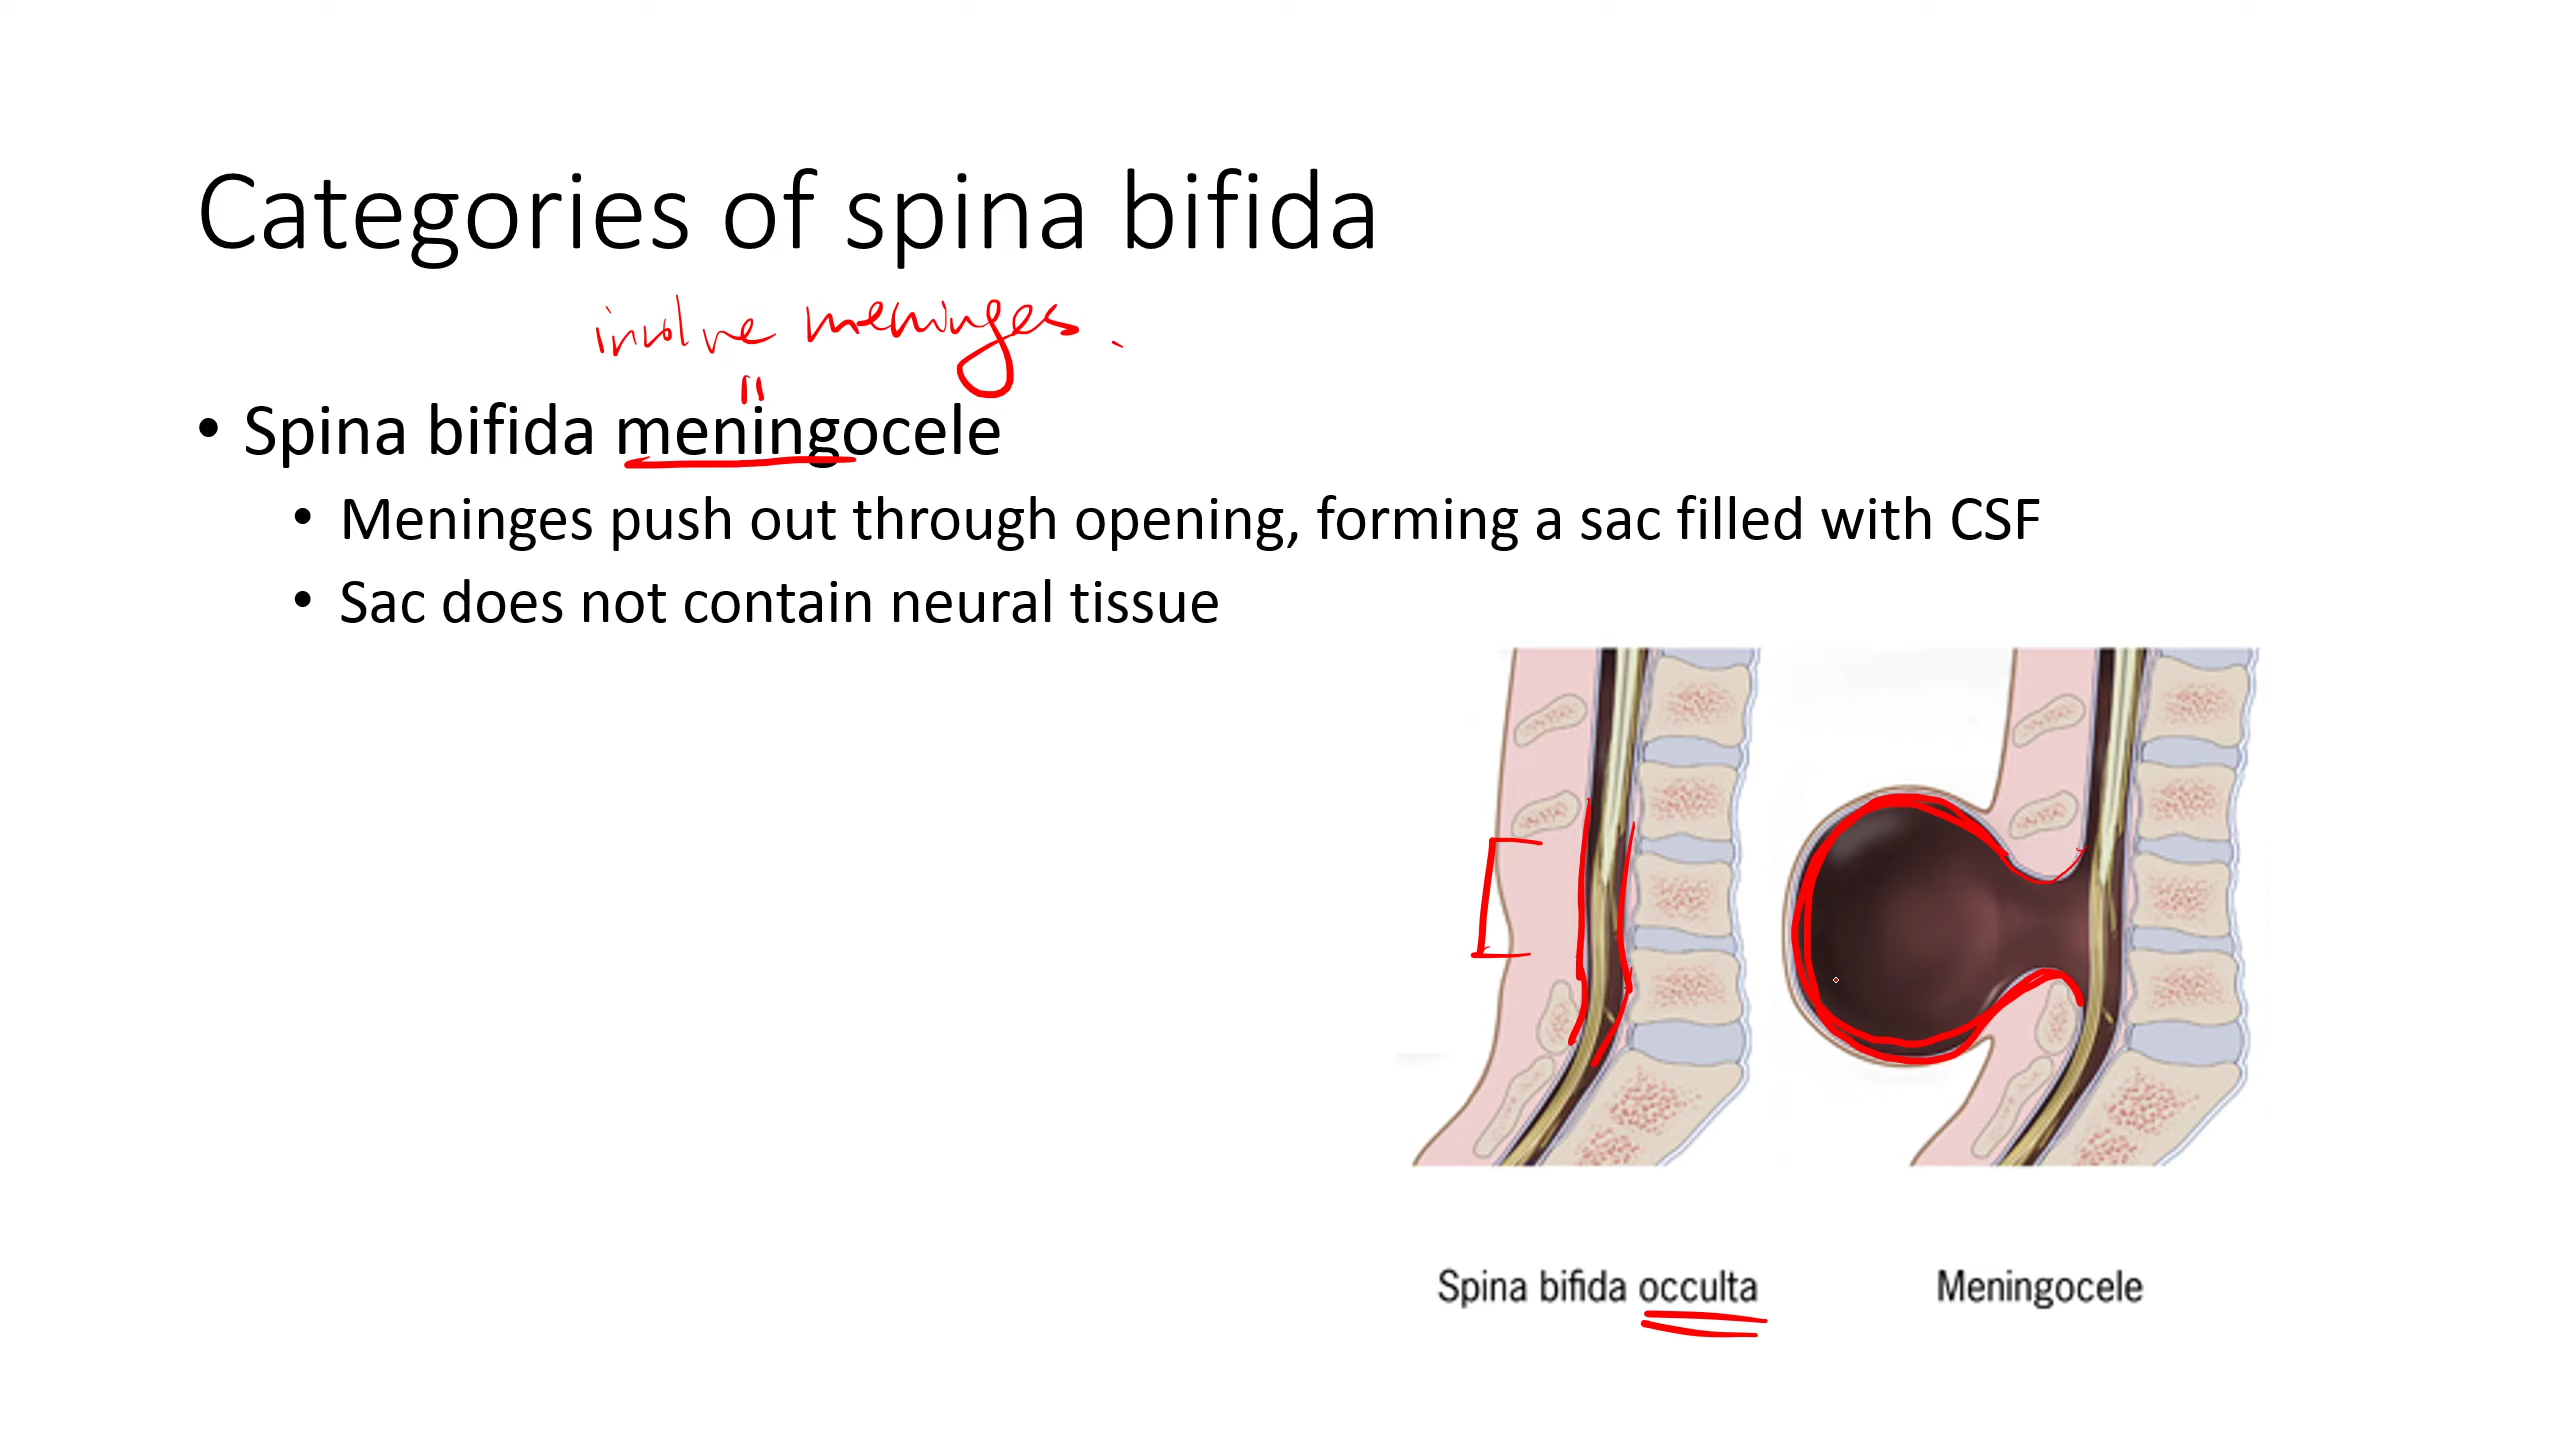 Categories of spina bifida
involve meninges.
"
• Spina bifida meningocele
• Meninges push out through opening, forming a sac filled with CSF
• Sac does not contain neural tissue
Spina bifida occulta
Meningocele